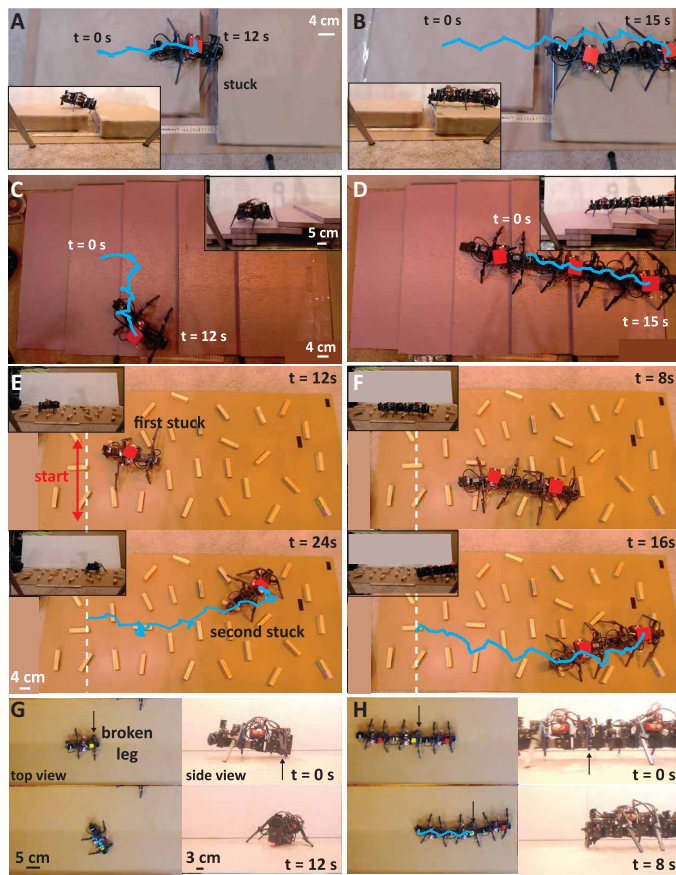 A
t = 0 s
t = 12 s
4 cm
stuck
B
t = 0 s
t = 15 s
C
t = 0 s
5 cm
t = 12 s
4 cm
D
t = 0 s
t = 15 s
E
t = 12s
first stuck
start
F
t = 8s
t = 24s
second stuck
4 cm
t = 16s
G
broken
leg
top view
side view
t = 0 s
5 cm
3 cm
t = 12 s
H
t = 0 s
t = 8 s